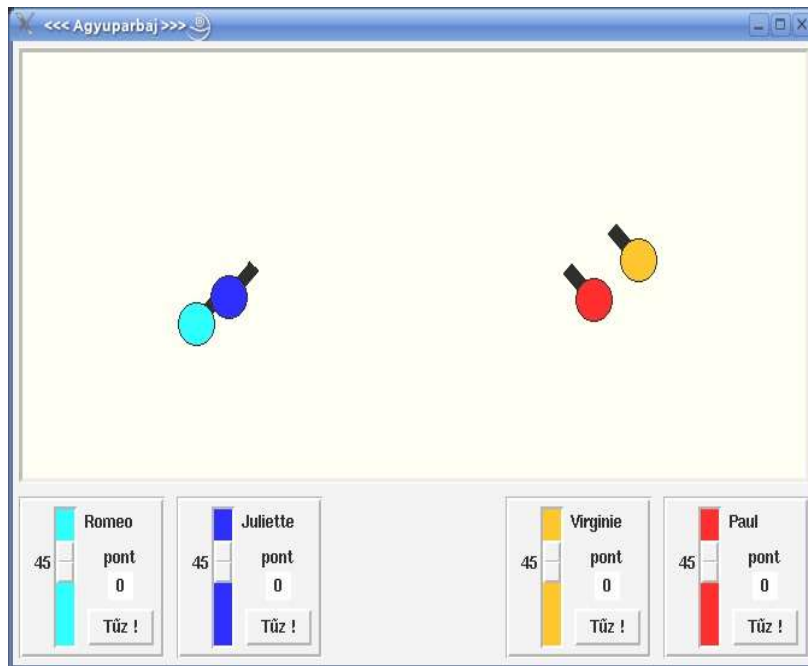 <<< Agyuparbaj >>>
Romeo
45
pont
0
Tűz !
Juliette
45
pont
0
Tűz !
Virginie
45
pont
0
Tűz !
Paul
45
pont
0
Tűz !